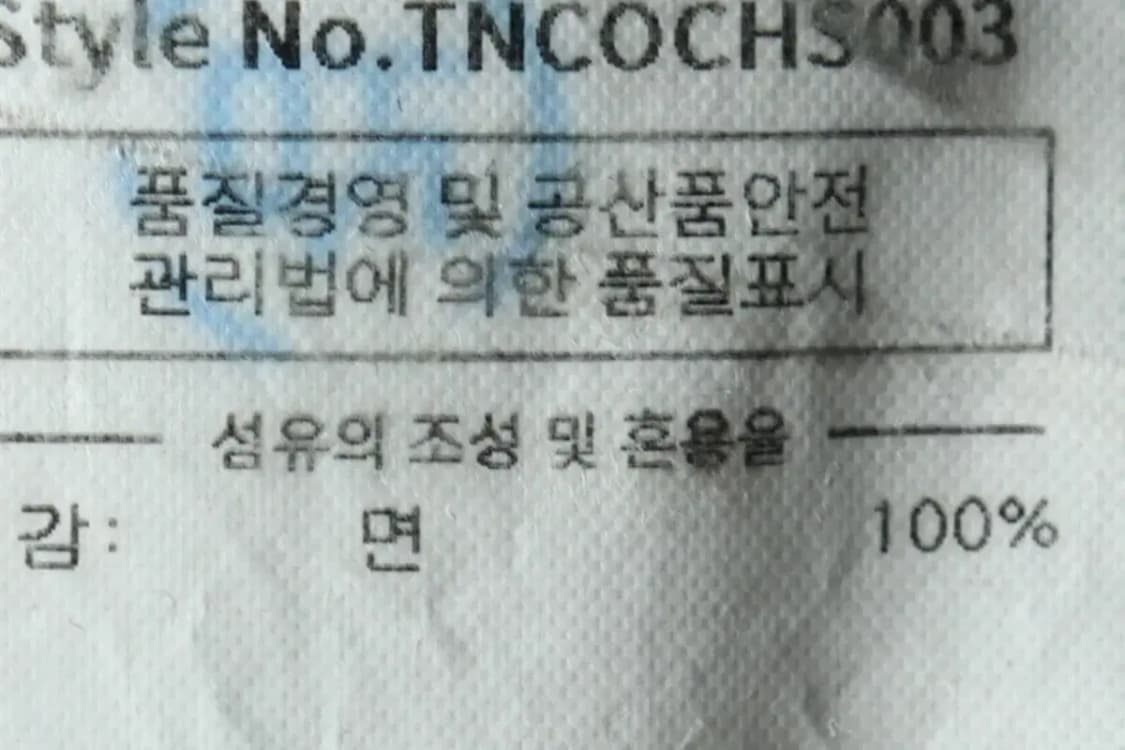 Style No.TNCOCHS003
품질경영 및 공산품안전
관리법에 의한 품질표시
섬유의 조성 및 혼용율
감: 면 100%